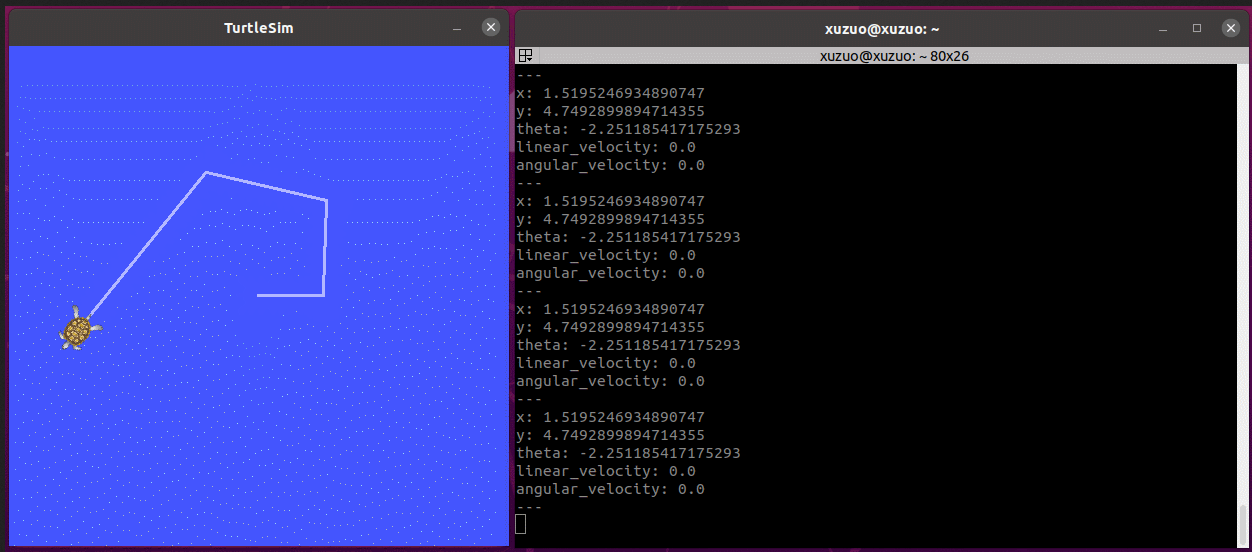 TurtleSim
xuzuo@xuzuo: ~
xuzuo@xuzuo: ~ 80x26
---
x: 1.5195246934890747
y: 4.7492899894714355
theta: -2.251185417175293
linear_velocity: 0.0
angular_velocity: 0.0
---
x: 1.5195246934890747
y: 4.7492899894714355
theta: -2.251185417175293
linear_velocity: 0.0
angular_velocity: 0.0
---
x: 1.5195246934890747
y: 4.7492899894714355
theta: -2.251185417175293
linear_velocity: 0.0
angular_velocity: 0.0
---
x: 1.5195246934890747
y: 4.7492899894714355
theta: -2.251185417175293
linear_velocity: 0.0
angular_velocity: 0.0
---